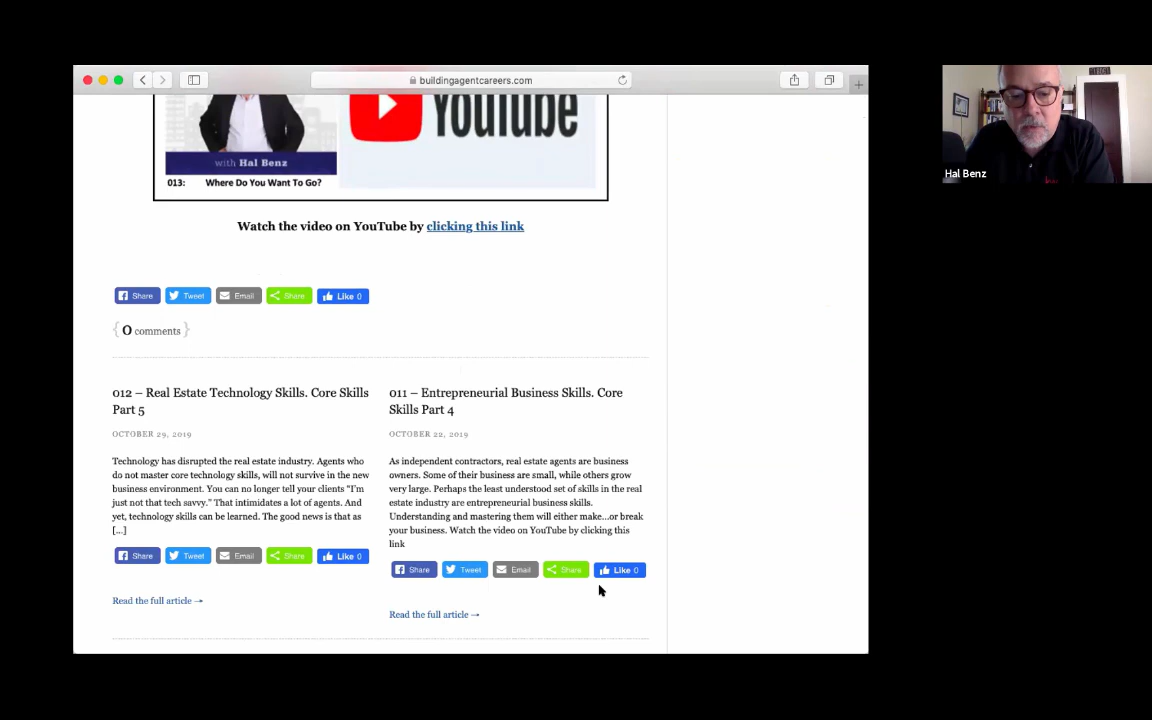 buildingagentcareers.com
YouTube
with Hal Benz
013: Where Do You Want To Go?
Hal Benz
Watch the video on YouTube by clicking this link
Share Tweet Email Share Like 0
{ 0 comments }
012 – Real Estate Technology Skills. Core Skills
Part 5
OCTOBER 29, 2019
Technology has disrupted the real estate industry. Agents who
do not master core technology skills, will not survive in the new
business environment. You can no longer tell your clients “I’m
just not that tech savvy.” That intimidates a lot of agents. And
yet, technology skills can be learned. The good news is that as
[...]
Share Tweet Email Share Like 0
Read the full article →
011 – Entrepreneurial Business Skills. Core
Skills Part 4
OCTOBER 22, 2019
As independent contractors, real estate agents are business
owners. Some of their business are small, while others grow
very large. Perhaps the least understood set of skills in the real
estate industry are entrepreneurial business skills.
Understanding and mastering them will either make…or break
your business. Watch the video on YouTube by clicking this
link
Share Tweet Email Share Like 0
Read the full article →